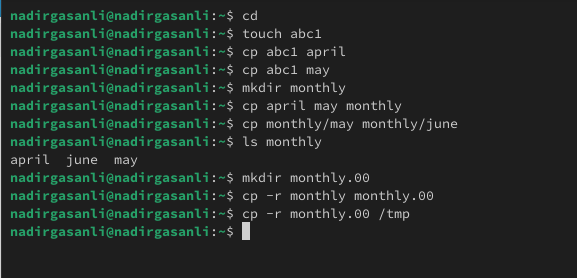 nadirgasanli@nadirgasanli:~$ cd
nadirgasanli@nadirgasanli:~$ touch abc1
nadirgasanli@nadirgasanli:~$ cp abc1 april
nadirgasanli@nadirgasanli:~$ cp abc1 may
nadirgasanli@nadirgasanli:~$ mkdir monthly
nadirgasanli@nadirgasanli:~$ cp april may monthly
nadirgasanli@nadirgasanli:~$ cp monthly/may monthly/june
nadirgasanli@nadirgasanli:~$ ls monthly
april  june  may
nadirgasanli@nadirgasanli:~$ mkdir monthly.00
nadirgasanli@nadirgasanli:~$ cp -r monthly monthly.00
nadirgasanli@nadirgasanli:~$ cp -r monthly.00 /tmp
nadirgasanli@nadirgasanli:~$